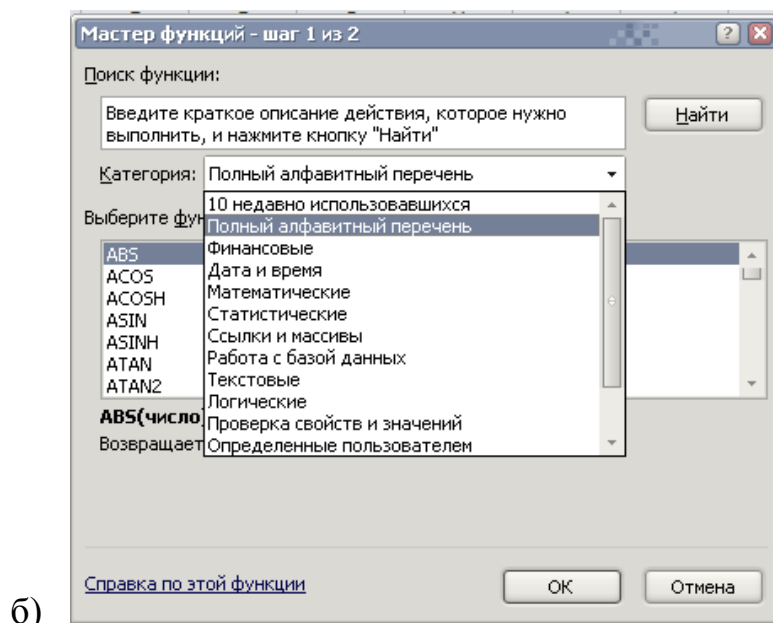 Мастер функций - шаг 1 из 2
Поиск функции:
Введите краткое описание действия, которое нужно
выполнить, и нажмите кнопку "Найти"
Найти
Категория: Полный алфавитный перечень
10 недавно использовавшихся
Полный алфавитный перечень
Финансовые
Дата и время
Математические
Статистические
Ссылки и массивы
Работа с базой данных
Текстовые
Логические
Проверка свойств и значений
Определенные пользователем
Выберите фун
ABS
ACOS
ACOSH
ASIN
ASINH
ATAN
ATAN2
ABS(число)
Возвращает
Справка по этой функции
ОК
Отмена
б)